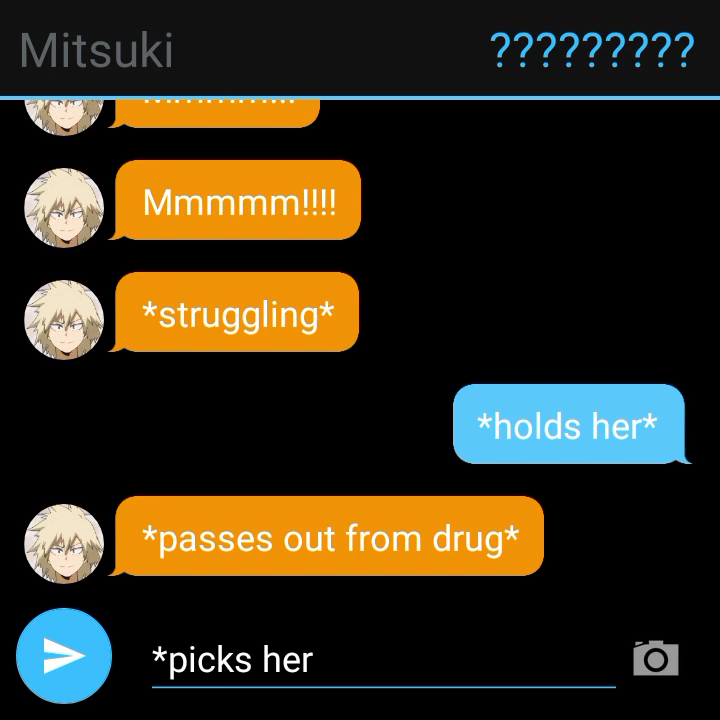 Mitsuki
?????????
Mmmmm!!!!
*struggling*
*holds her*
*passes out from drug*
*picks her